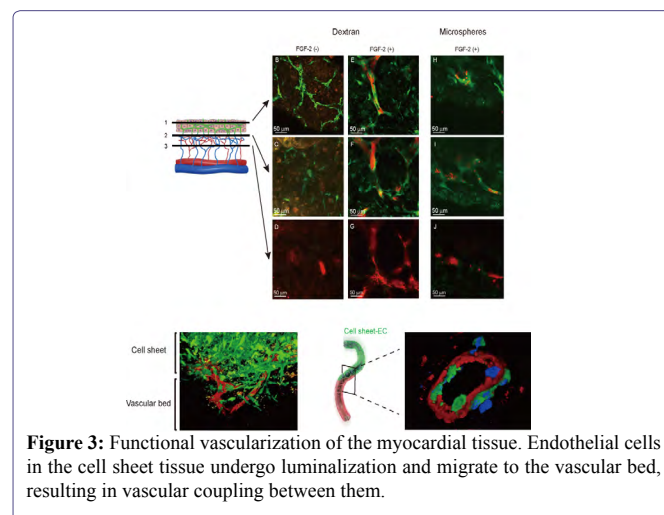 Dextran Microspheres
FGF-2 (-) FGF-2 (+) FGF-2 (+)
B E H
50 µm 50 µm 50 µm
1
2
3
C F I
50 µm 50 µm 50 µm
D G J
50 µm 50 µm 50 µm
Cell sheet-EC
Cell sheet
Vascular bed
Figure 3: Functional vascularization of the myocardial tissue. Endothelial cells
in the cell sheet tissue undergo luminalization and migrate to the vascular bed,
resulting in vascular coupling between them.